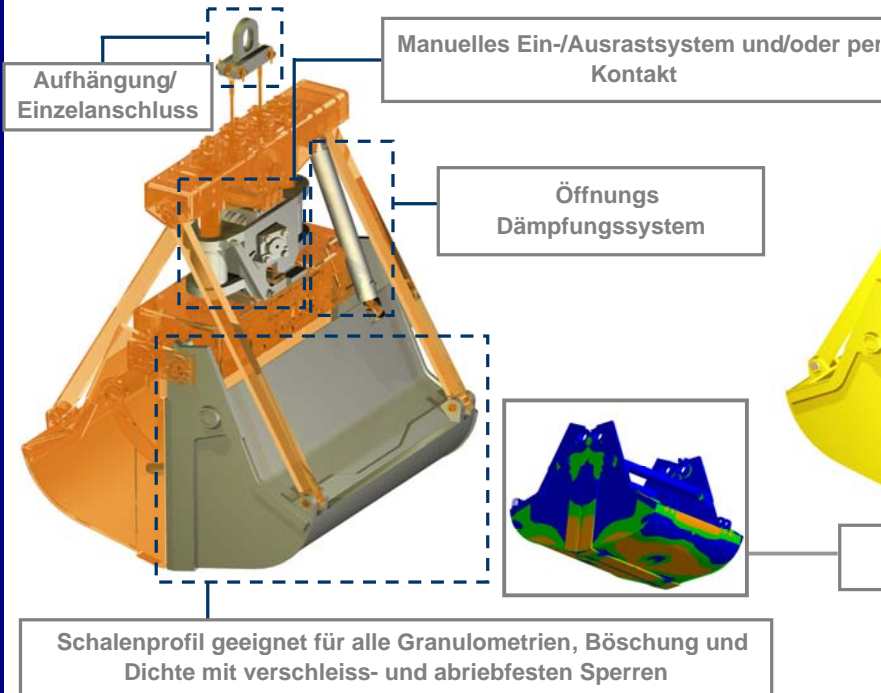 Manuelles Ein-/Ausrastsystem und/oder
Kontakt
Aufhängung/
Einzelanschluss
Öffnungs
Dämpfungssystem
Schalenprofil geeignet für alle Granulometrien, Böschung und
Dichte mit verschleiss- und abriebfesten Sperren